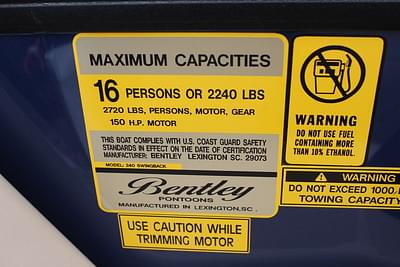 MAXIMUM CAPACITIES
16 PERSONS OR 2240 LBS
2720 LBS, PERSONS, MOTOR, GEAR
150 H.P. MOTOR
THIS BOAT COMPLIES WITH U.S. COAST GUARD SAFETY
STANDARDS IN EFFECT ON THE DATE OF CERTIFICATION
MANUFACTURER: BENTLEY LEXINGTON SC. 29073
MODEL: 240 SWINGBACK
Bentley
PONTOONS
MANUFACTURED IN LEXINGTON,SC.
USE CAUTION WHILE
TRIMMING MOTOR
WARNING
DO NOT USE FUEL
CONTAINING MORE
THAN 10% ETHANOL.
WARNING
DO NOT EXCEED 1000
TOWING CAPACITY